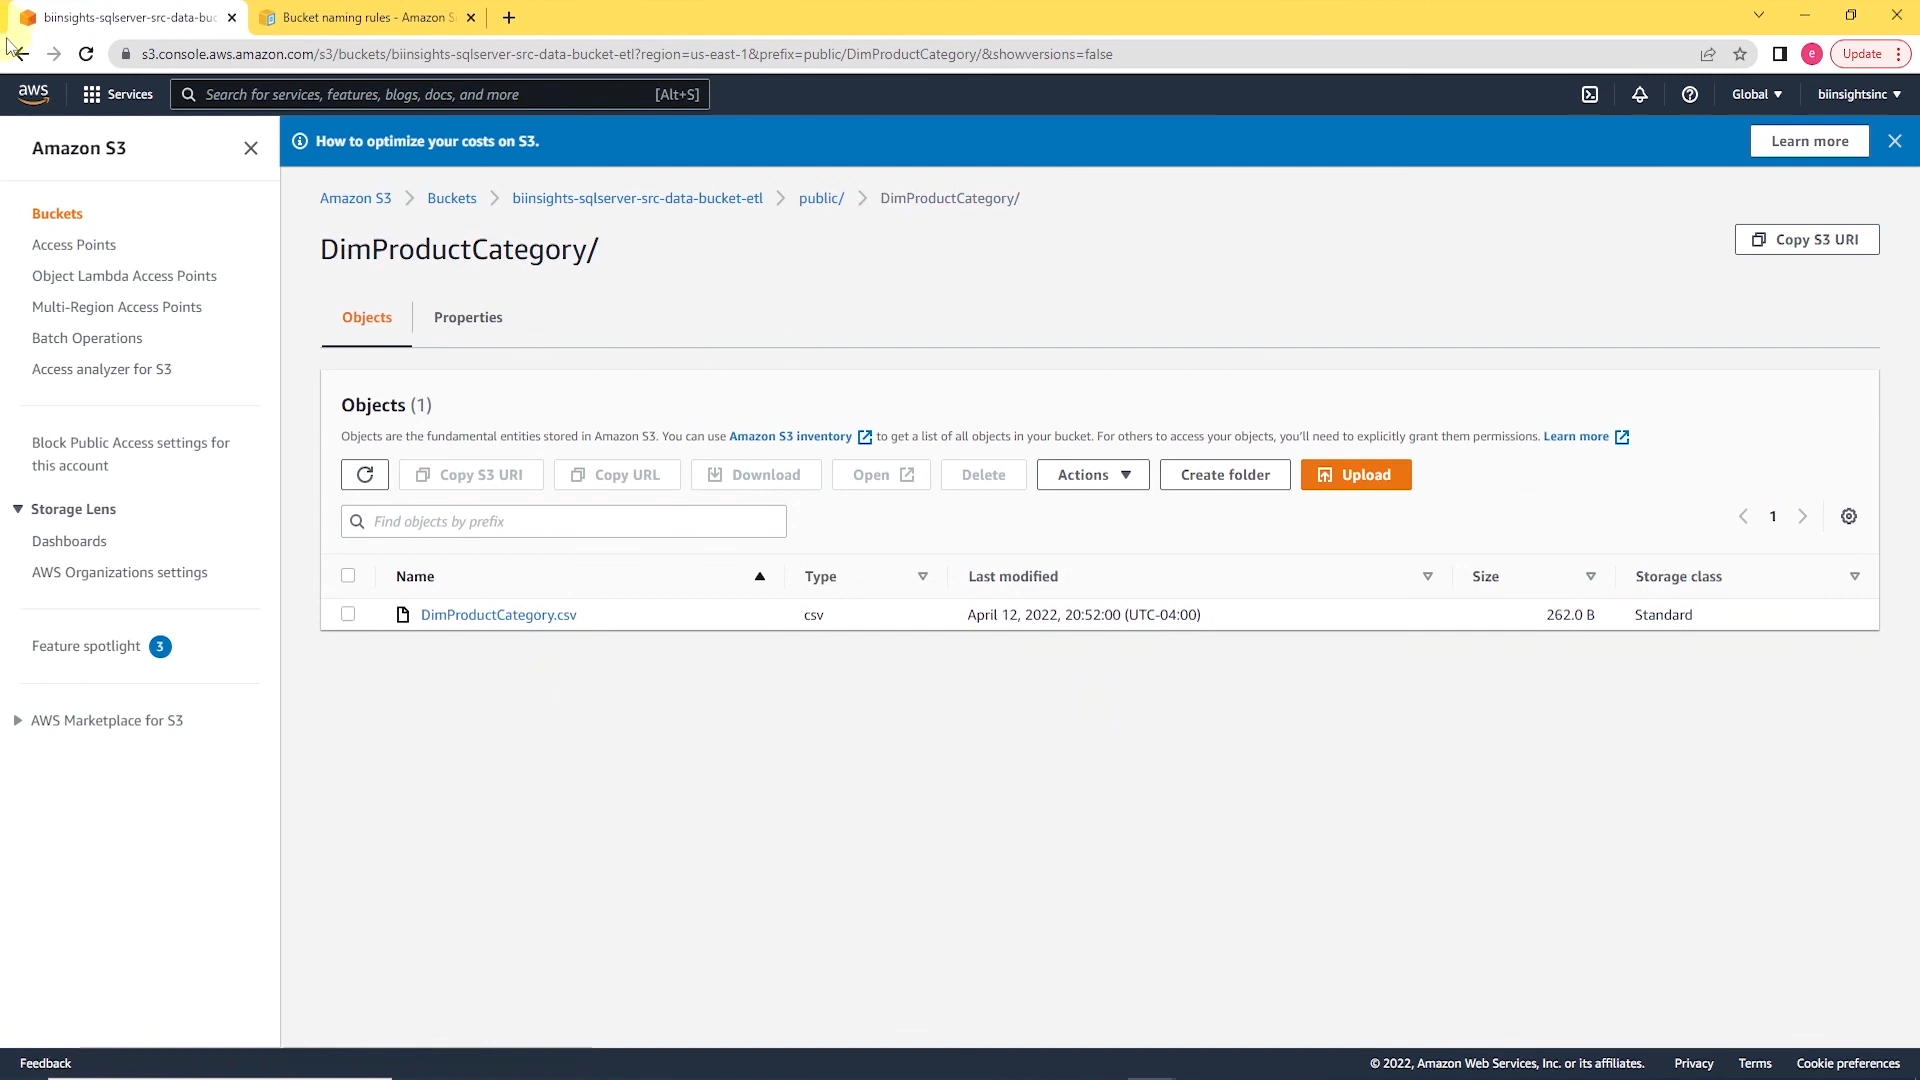 biinsights-sqlserver-src-data-buc
Bucket naming rules - Amazon S
s3.console.aws.amazon.com/s3/buckets/biinsights-sqlserver-src-data-bucket-etl?region=us-east-1&prefix=public/DimProductCategory/&showversions=false
e
Update
aws
Services
Search for services, features, blogs, docs, and more
[Alt+S]
Global
biinsightsinc
Amazon S3
How to optimize your costs on S3.
Learn more
Buckets
Access Points
Object Lambda Access Points
Multi-Region Access Points
Batch Operations
Access analyzer for S3
Block Public Access settings for
this account
Storage Lens
Dashboards
AWS Organizations settings
Feature spotlight 3
AWS Marketplace for S3
Amazon S3 Buckets biinsights-sqlserver-src-data-bucket-etl public/ DimProductCategory/
DimProductCategory/
Copy S3 URI
Objects
Properties
Objects (1)
Objects are the fundamental entities stored in Amazon S3. You can use Amazon S3 inventory to get a list of all objects in your bucket. For others to access your objects, you'll need to explicitly grant them permissions. Learn more
Copy S3 URI
Copy URL
Download
Open
Delete
Actions
Create folder
Upload
Find objects by prefix
1
Name Type Last modified Size Storage class
DimProductCategory.csv csv April 12, 2022, 20:52:00 (UTC-04:00) 262.0 B Standard
Feedback
© 2022, Amazon Web Services, Inc. or its affiliates. Privacy Terms Cookie preferences